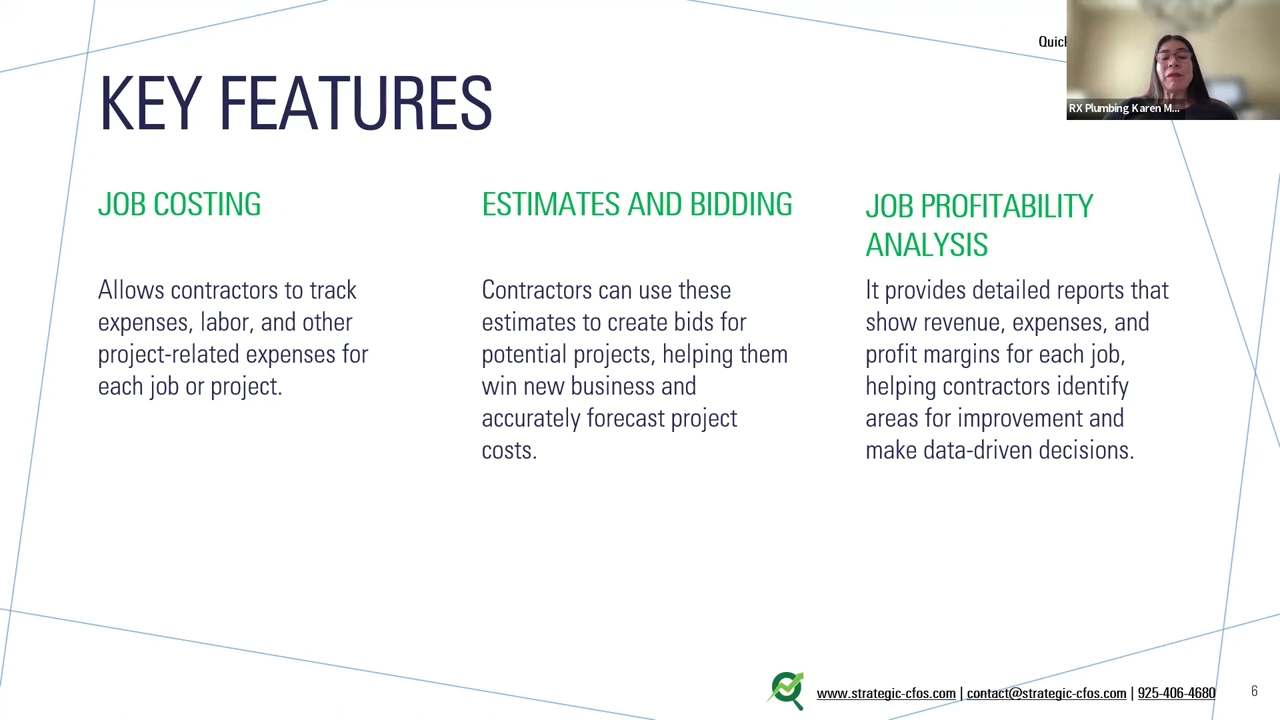 Quick
KEY FEATURES
RX Plumbing Karen M...
JOB COSTING
Allows contractors to track
expenses, labor, and other
project-related expenses for
each job or project.
ESTIMATES AND BIDDING
Contractors can use these
estimates to create bids for
potential projects, helping them
win new business and
accurately forecast project
costs.
JOB PROFITABILITY
ANALYSIS
It provides detailed reports that
show revenue, expenses, and
profit margins for each job,
helping contractors identify
areas for improvement and
make data-driven decisions.
www.strategic-cfos.com | contact@strategic-cfos.com | 925-406-4680
6